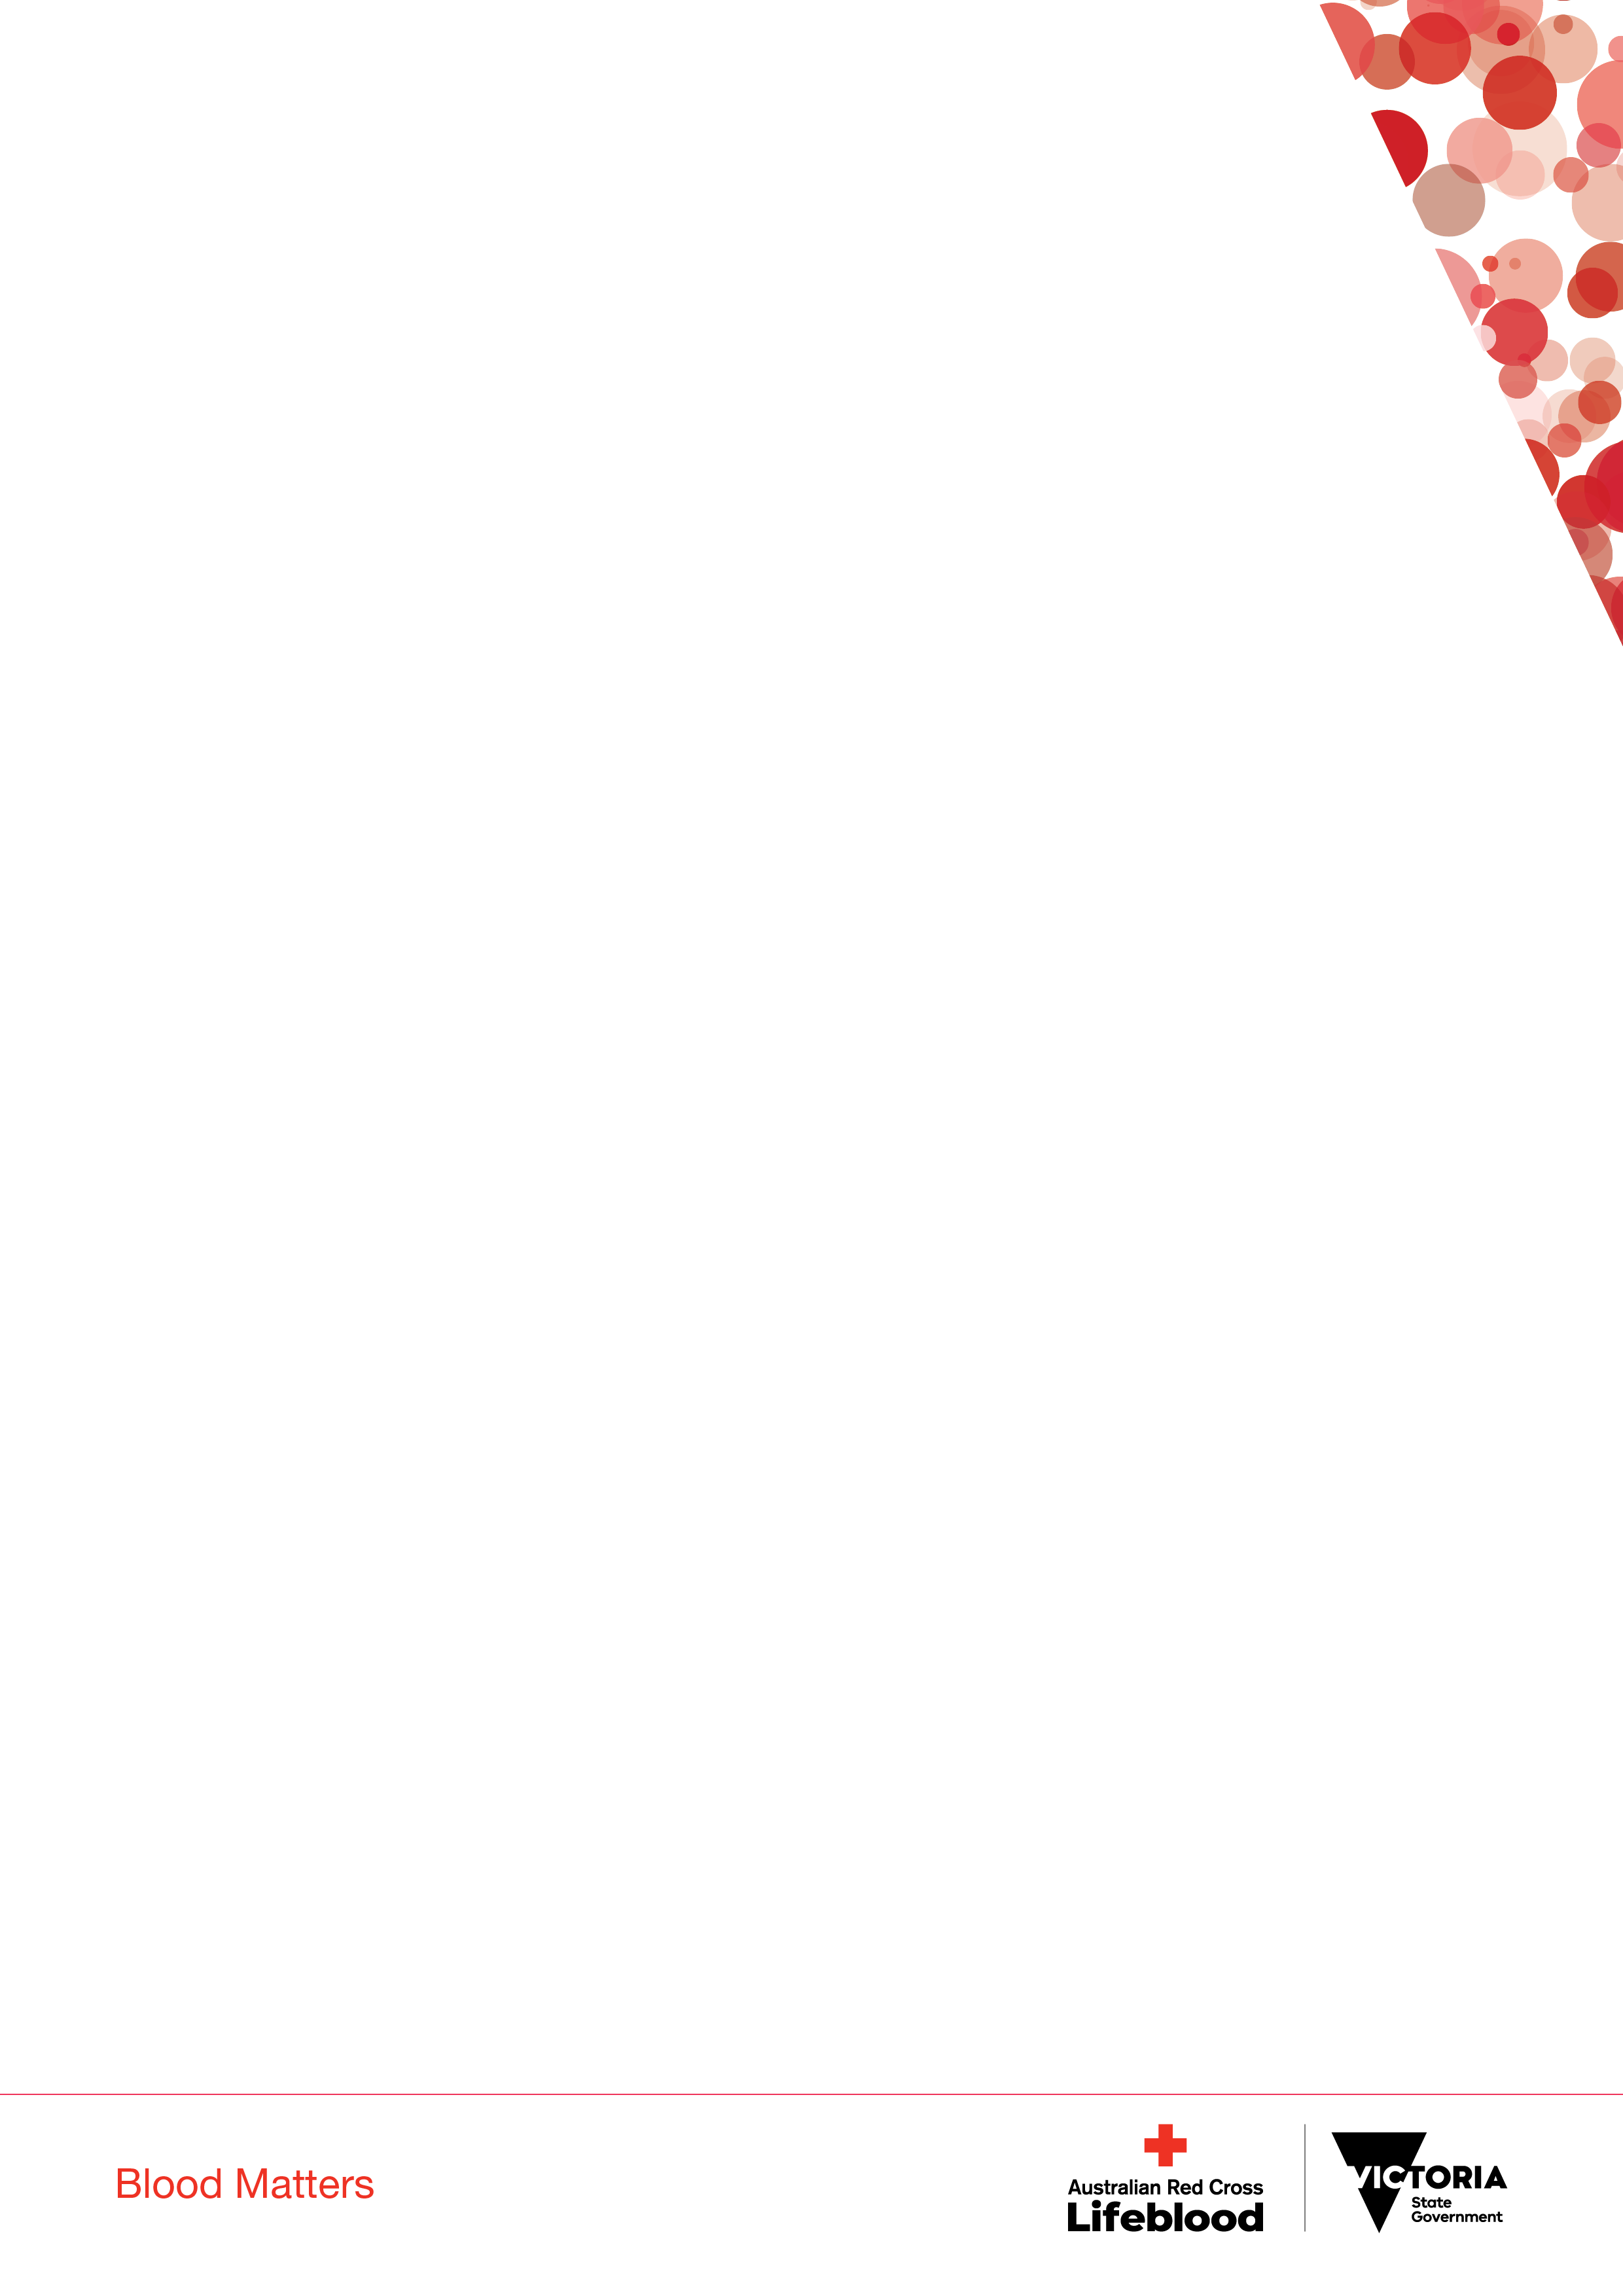 Blood Matters
Australian Red Cross
Lifeblood
VICTORIA
State
Government